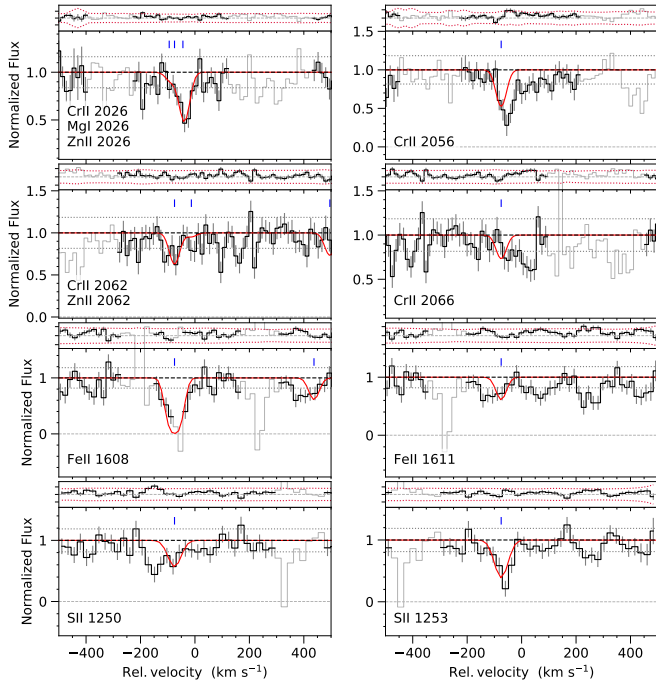 1.5
1.0
1.0
0.5
0.5
0.0
Normalized Flux
CrII 2026
MgI 2026
ZnII 2026
CrII 2056
1.5
1.5
1.0
1.0
0.5
0.5
0.0
Normalized Flux
CrII 2062
ZnII 2062
CrII 2066
1
1
0
0
Normalized Flux
FeII 1608
FeII 1611
1
1
0
0
Normalized Flux
SII 1250
SII 1253
−400 −200 0 200 400
−400 −200 0 200 400
Rel. velocity (km s⁻¹)
Rel. velocity (km s⁻¹)